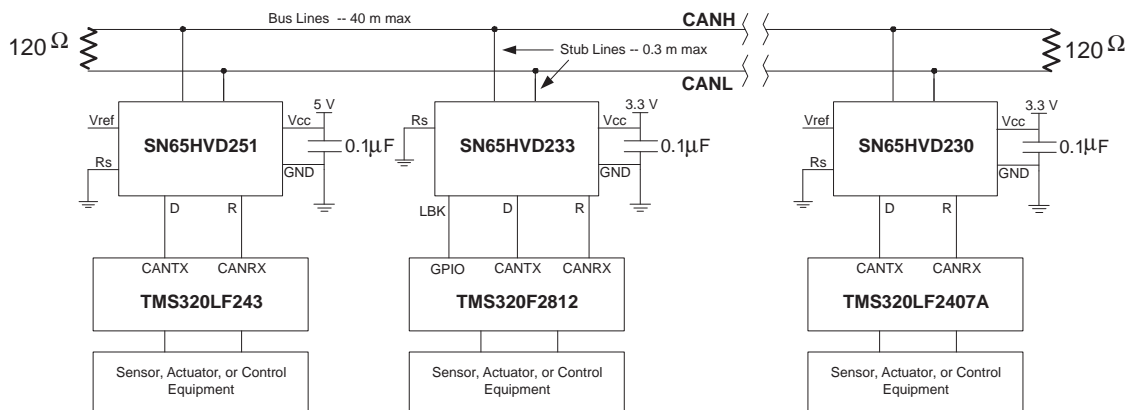 Bus Lines -- 40 m max
CANH
120 Ω
Stub Lines -- 0.3 m max
120 Ω
CANL
5 V
Vref
Vcc
SN65HVD251
0.1µF
Rs
GND
D
R
3.3 V
Rs
Vcc
SN65HVD233
0.1µF
GND
LBK
D
R
3.3 V
Vref
Vcc
SN65HVD230
0.1µF
Rs
GND
D
R
CANTX
CANRX
TMS320LF243
GPIO
CANTX
CANRX
TMS320F2812
CANTX
CANRX
TMS320LF2407A
Sensor, Actuator, or Control
Equipment
Sensor, Actuator, or Control
Equipment
Sensor, Actuator, or Control
Equipment